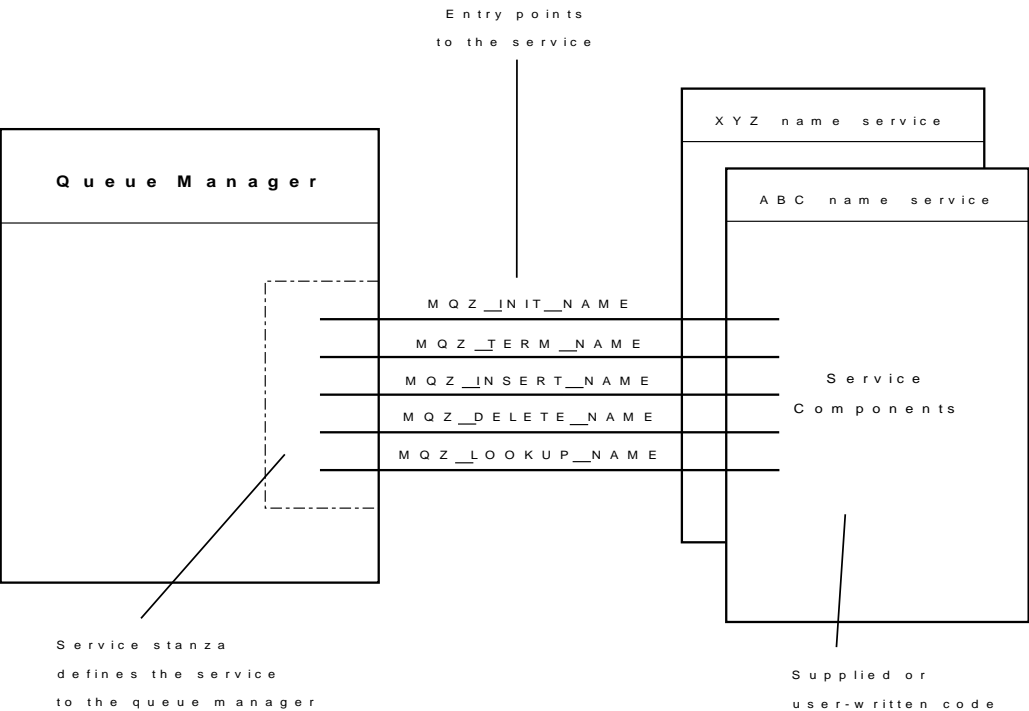 Entry points
to the service
XYZ name service
Queue Manager
ABC name service
MQZ_INIT_NAME
MQZ_TERM_NAME
MQZ_INSERT_NAME
MQZ_DELETE_NAME
MQZ_LOOKUP_NAME
Service
Components
Service stanza
defines the service
to the queue manager
Supplied or
user-written code